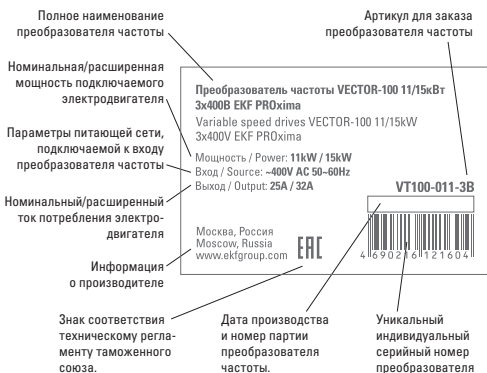 Полное наименование
преобразователя частоты
Артикул для заказа
преобразователя частоты
Номинальная/расширенная
мощность подключаемого
электродвигателя
Параметры питающей сети,
подключаемой к входу
преобразователя частоты
Номинальный/расширенный
ток потребления электро-
двигателя
Информация
о производителе
Преобразователь частоты VECTOR-100 11/15кВт
3х400В EKF PROxima
Variable speed drives VECTOR-100 11/15kW
3x400V EKF PROxima
Мощность / Power: 11kW / 15kW
Вход / Source: ~400V AC 50~60Hz
Выход / Output: 25A / 32A
VT100-011-3B
Москва, Россия
Moscow, Russia
www.ekfgroup.com
EAC
4 690216 121604
Знак соответствия
техническому регла-
менту таможенного
союза.
Дата производства
и номер партии
преобразователя
частоты.
Уникальный
индивидуальный
серийный номер
преобразователя